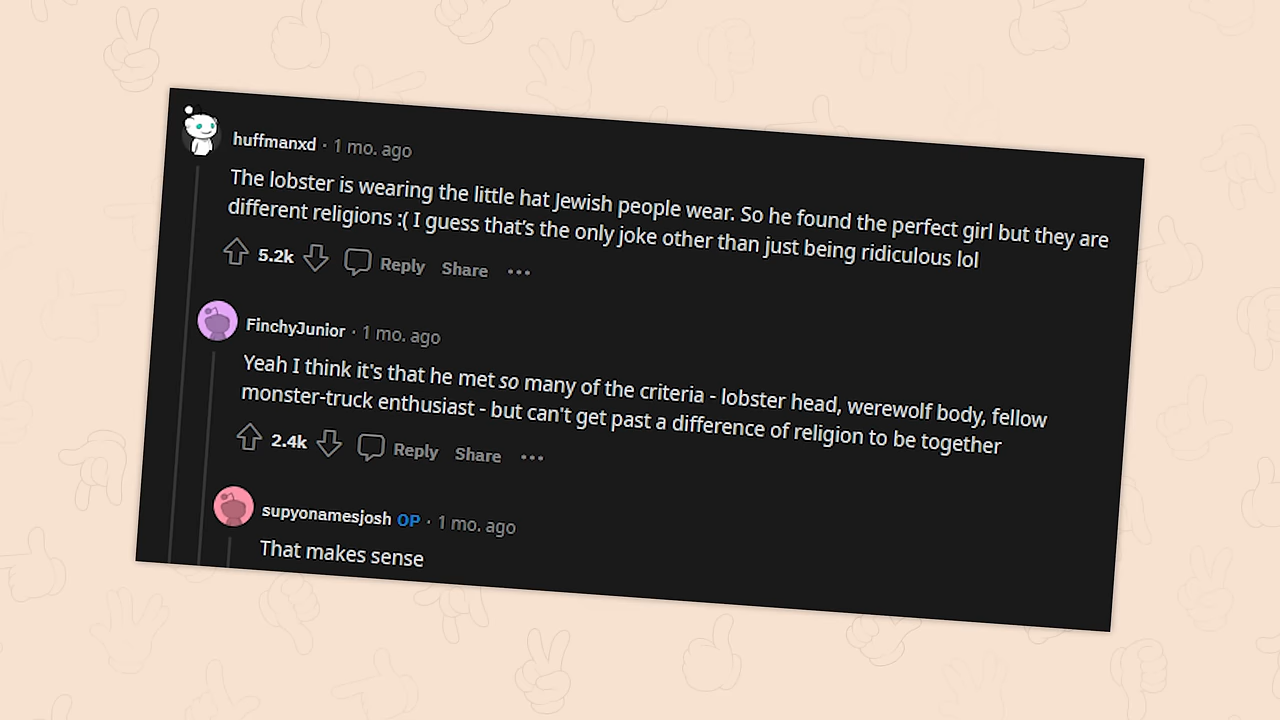 huffmanxd · 1 mo. ago
The lobster is wearing the little hat Jewish people wear. So he found the perfect girl but they are
different religions :( I guess that's the only joke other than just being ridiculous lol
5.2k Reply Share ···
FinchyJunior · 1 mo. ago
Yeah I think it's that he met so many of the criteria - lobster head, werewolf body, fellow
monster-truck enthusiast - but can't get past a difference of religion to be together
2.4k Reply Share ···
supyonamesjosh OP · 1 mo. ago
That makes sense